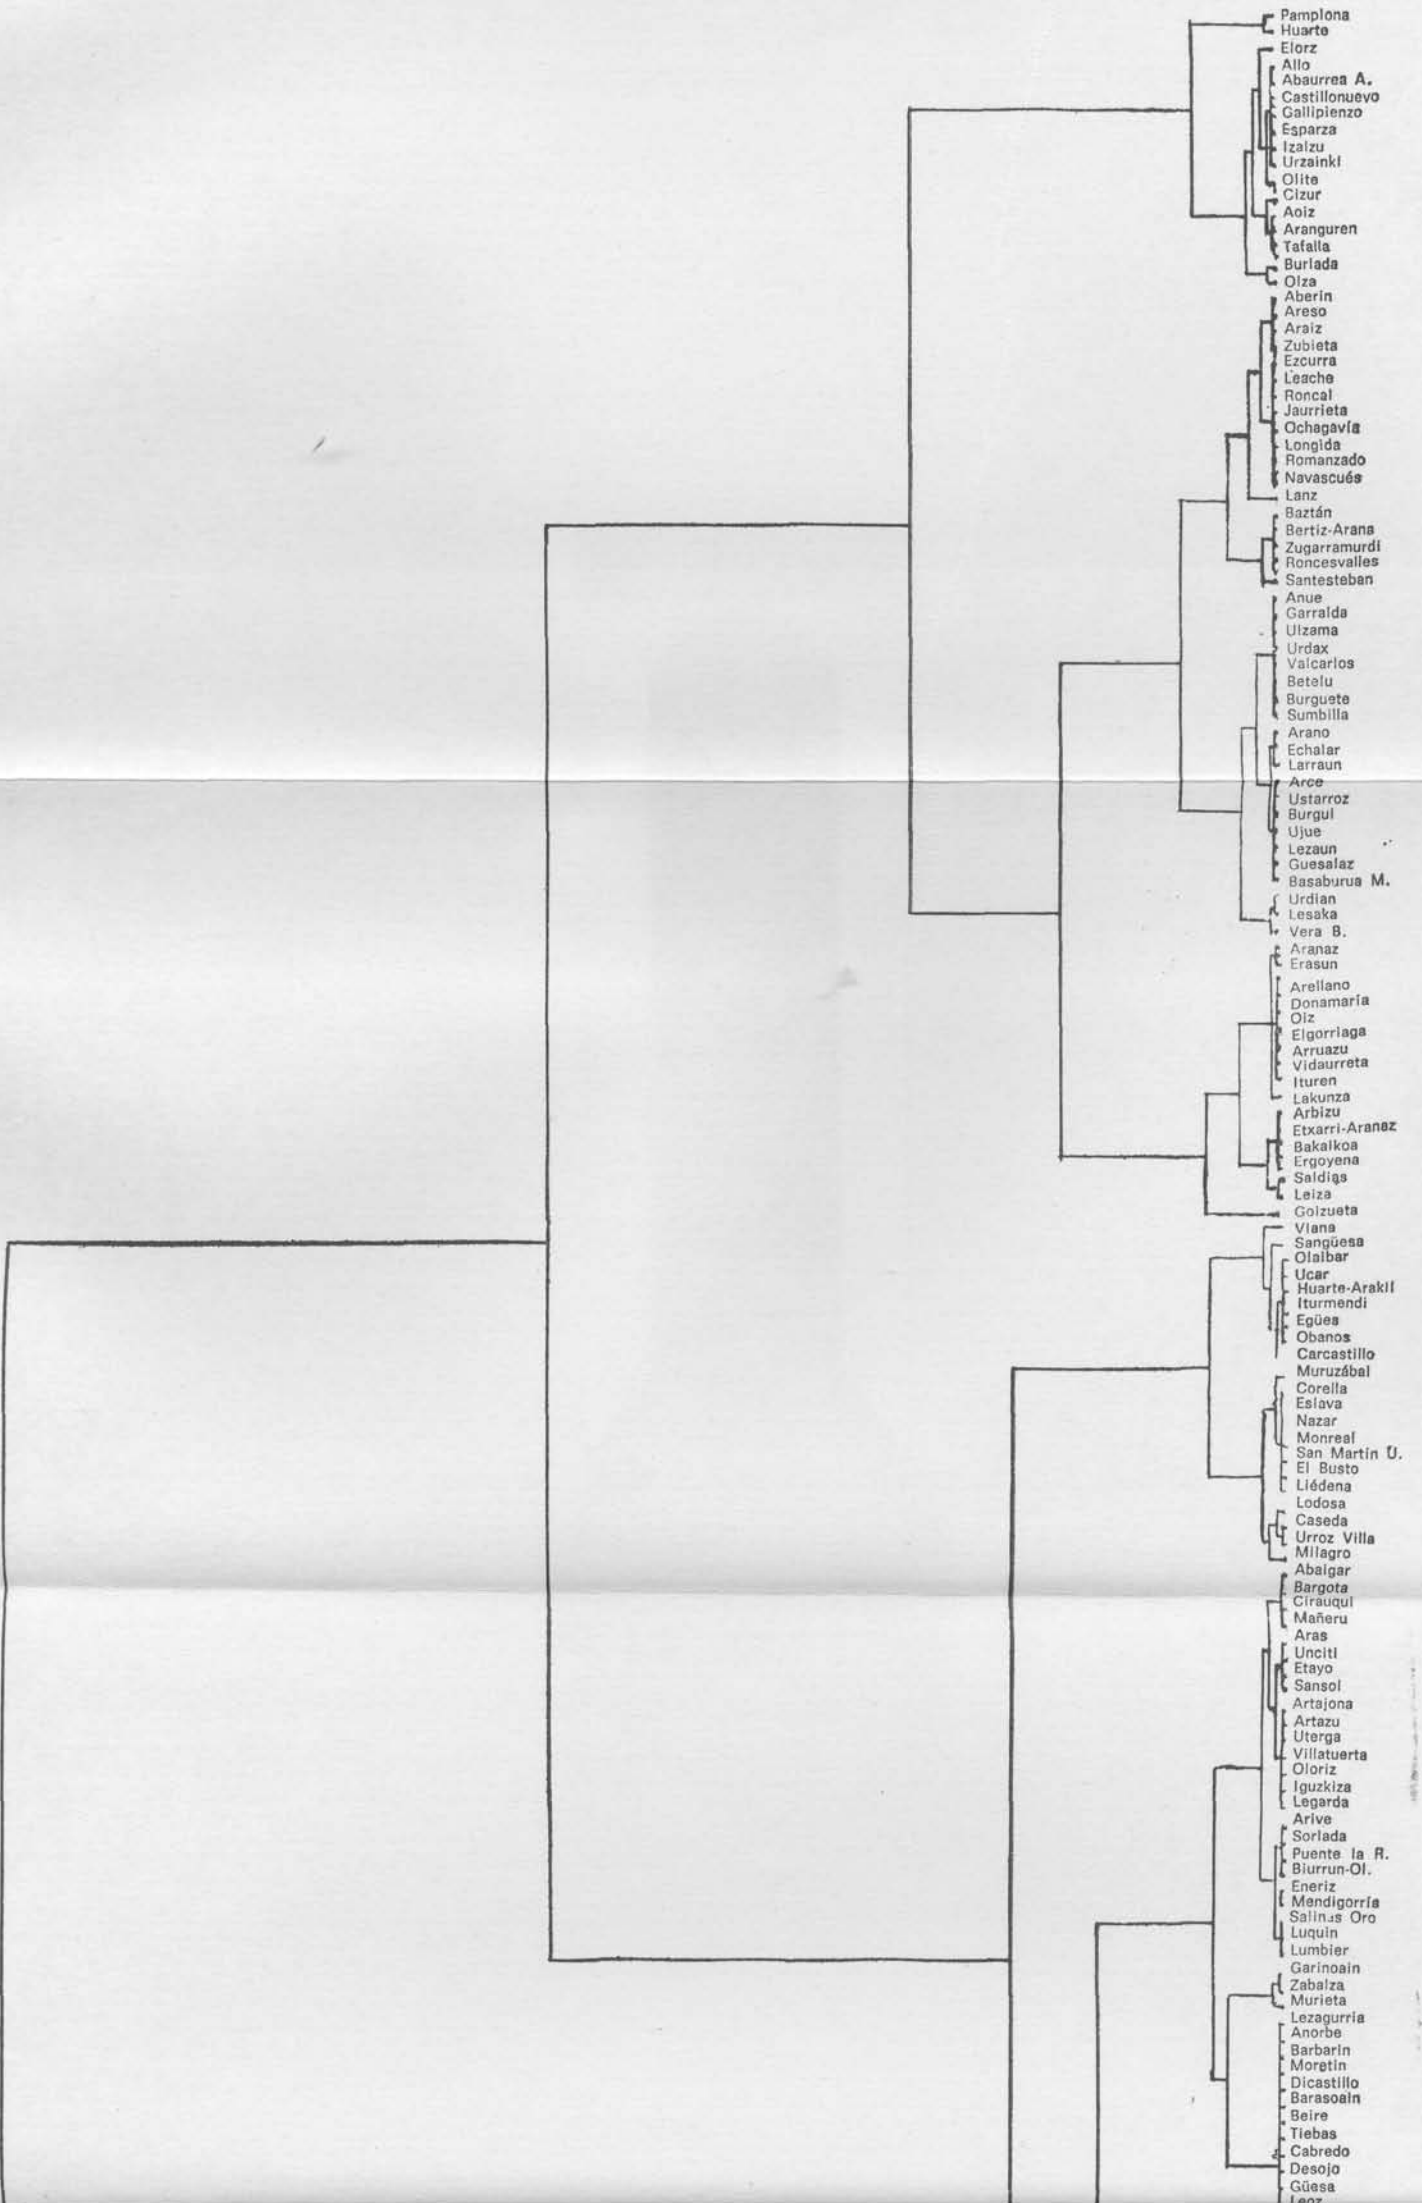 Pamplona
Huarte
Elorz
Allo
Abaurrea A.
Castillonuevo
Gallipienzo
Esparza
Izalzu
Urzainki
Olite
Cizur
Aoiz
Aranguren
Tafalla
Burlada
Olza
Aberin
Areso
Araiz
Zubieta
Ezcurra
Leache
Roncal
Jaurrieta
Ochagavía
Longida
Romanzado
Navascués
Lanz
Baztán
Bertiz-Arana
Zugarramurdi
Roncesvalles
Santesteban
Anue
Garralda
Ulzama
Urdax
Valcarlos
Betelu
Burguete
Sumbilla
Arano
Echalar
Larraun
Arce
Ustarroz
Burgui
Ujue
Lezaun
Guesalaz
Basaburua M.
Urdian
Lesaka
Vera B.
Aranaz
Erasun
Arellano
Donamaría
Oiz
Elgorriaga
Arruazu
Vidaurreta
Ituren
Lakunza
Arbizu
Etxarri-Aranaz
Bakaikoa
Ergoyena
Saldias
Leiza
Goizueta
Viana
Sangüesa
Olaibar
Ucar
Huarte-Arakil
Iturmendi
Egües
Obanos
Carcastillo
Muruzábal
Corella
Eslava
Nazar
Monreal
San Martín U.
El Busto
Liédena
Lodosa
Caseda
Urroz Villa
Milagro
Abaigar
Bargota
Cirauqui
Mañeru
Aras
Unciti
Etayo
Sansol
Artajona
Artazu
Uterga
Villatuerta
Oloriz
Iguzkiza
Legarda
Arive
Sorlada
Puente la R.
Biurrun-Ol.
Eneriz
Mendigorría
Salinas Oro
Luquin
Lumbier
Garinoain
Zabalza
Murieta
Lezagurria
Anorbe
Barbarin
Moretin
Dicastillo
Barasoain
Beire
Tiebas
Cabredo
Desojo
Güesa
Leoz